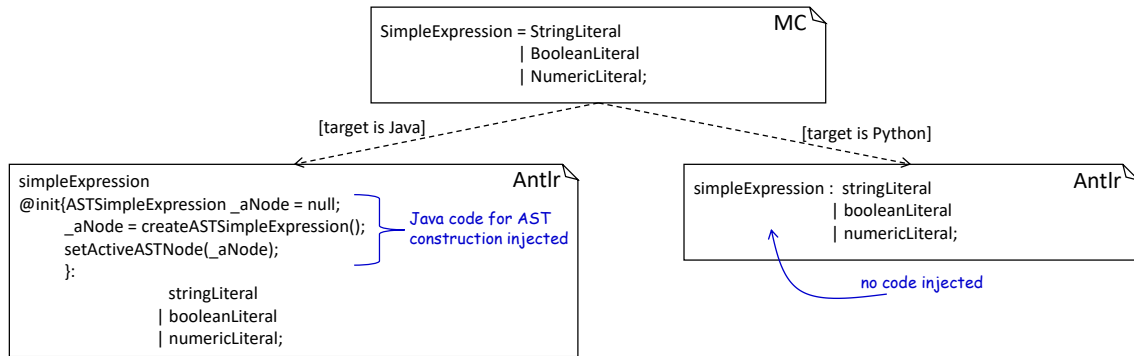 MC
SimpleExpression = StringLiteral
| BooleanLiteral
| NumericLiteral;
[target is Java]
[target is Python]
Antlr
simpleExpression
@init{ASTSimpleExpression _aNode = null;
_aNode = createASTSimpleExpression();
setActiveASTNode(_aNode);
}:
stringLiteral
| booleanLiteral
| numericLiteral;
Java code for AST
construction injected
Antlr
simpleExpression : stringLiteral
| booleanLiteral
| numericLiteral;
no code injected